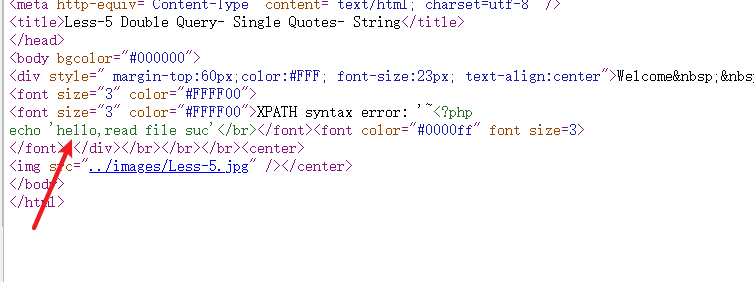 <meta http-equiv="Content-Type" content="text/html; charset=utf-8" />
<title>Less-5 Double Query- Single Quotes- String</title>
</head>
<body bgcolor="#000000">
<div style=" margin-top:60px;color:#FFF; font-size:23px; text-align:center">Welcome&nbsp;&nbs
<font size="3" color="#FFFF00">
<font size="3" color="#FFFF00">XPATH syntax error: '~<?php
echo 'hello,read file suc'</br></font><font color="#0000ff" font size=3>
</font></div></br></br></br><center>
<img src="../images/Less-5.jpg" /></center>
</body>
</html>